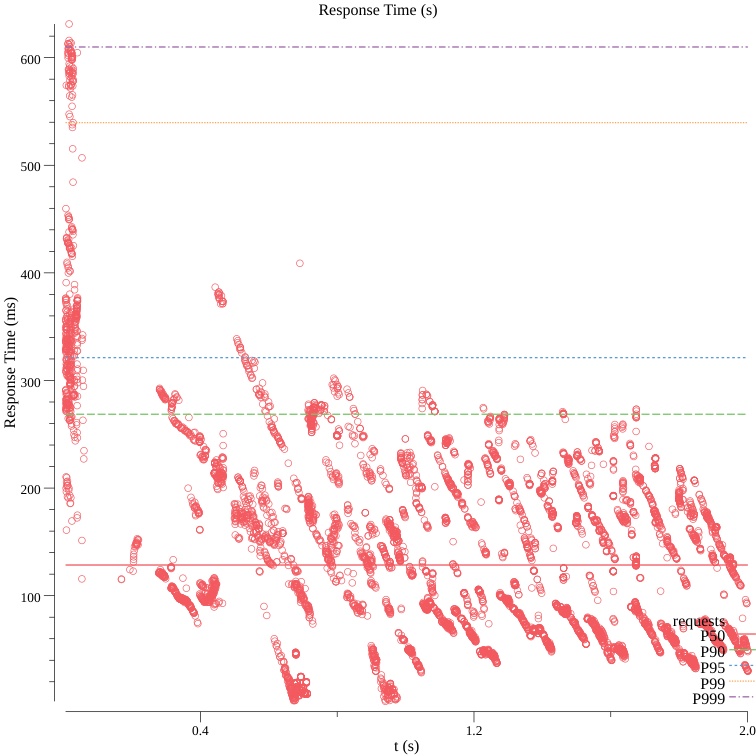 Response Time (s)
600
500
400
300
200
100
Response Time (ms)
requests
P50
P90
P95
P99
P999
0.4
1.2
2.0
t (s)